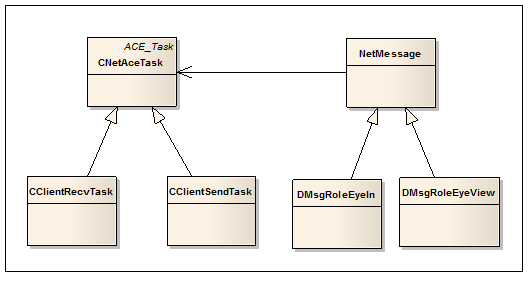 ACE_Task
CNetAceTask
NetMessage
CClientRecvTask
CClientSendTask
DMsgRoleEyeIn
DMsgRoleEyeView